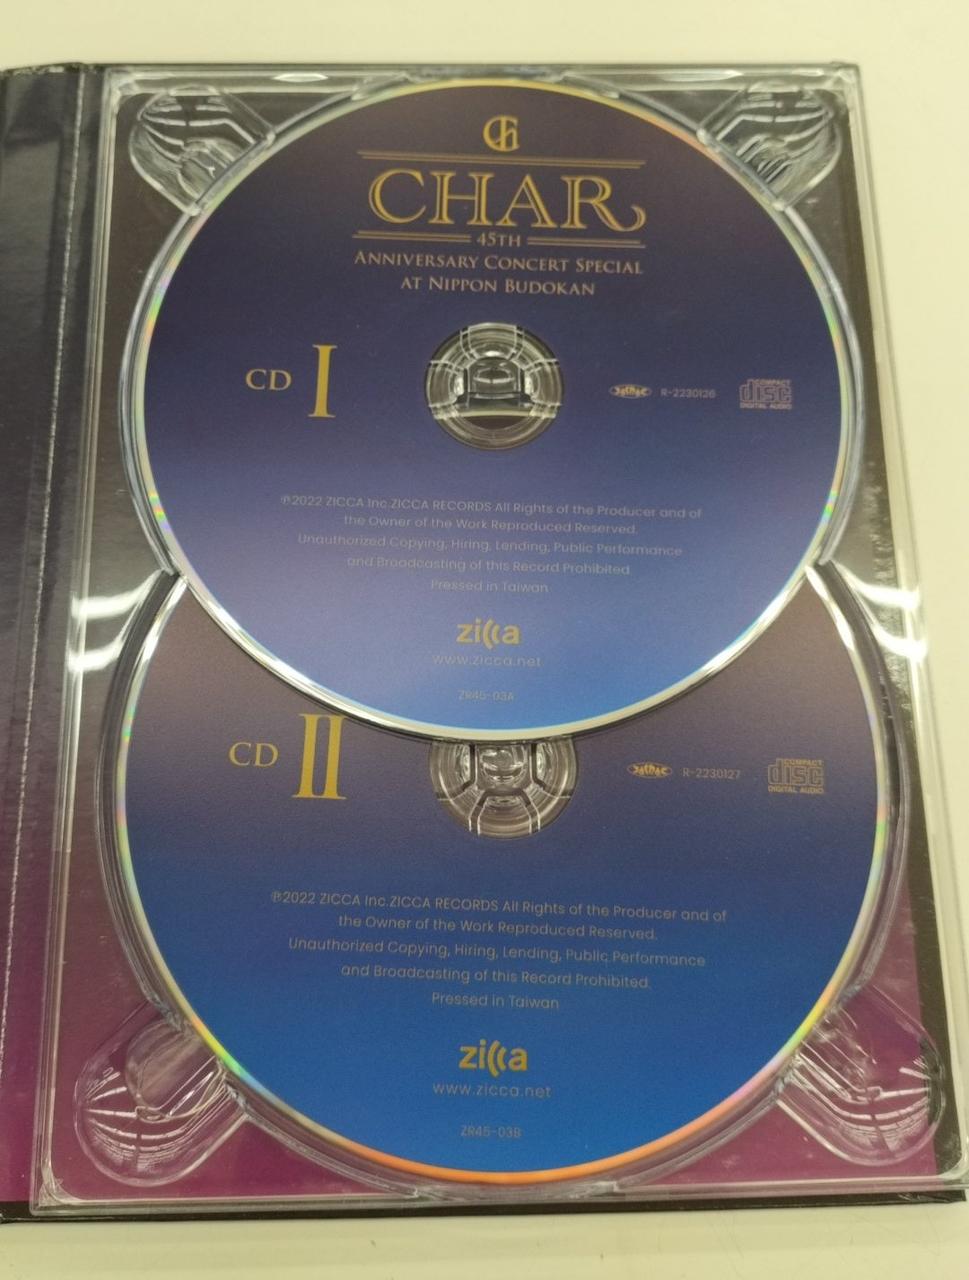 CHAR
45TH
ANNIVERSARY CONCERT SPECIAL
AT NIPPON BUDOKAN
CD I
R-2230126
COMPACT
disc
DIGITAL AUDIO
℗2022 ZICCA Inc.ZICCA RECORDS All Rights of the Producer and of
the Owner of the Work Reproduced Reserved.
Unauthorized Copying, Hiring, Lending, Public Performance
and Broadcasting of this Record Prohibited.
Pressed in Taiwan
zicca
www.zicca.net
ZR45-03A
CD II
R-2230127
COMPACT
disc
DIGITAL AUDIO
℗2022 ZICCA Inc.ZICCA RECORDS All Rights of the Producer and of
the Owner of the Work Reproduced Reserved.
Unauthorized Copying, Hiring, Lending, Public Performance
and Broadcasting of this Record Prohibited.
Pressed in Taiwan
zicca
www.zicca.net
ZR45-03B